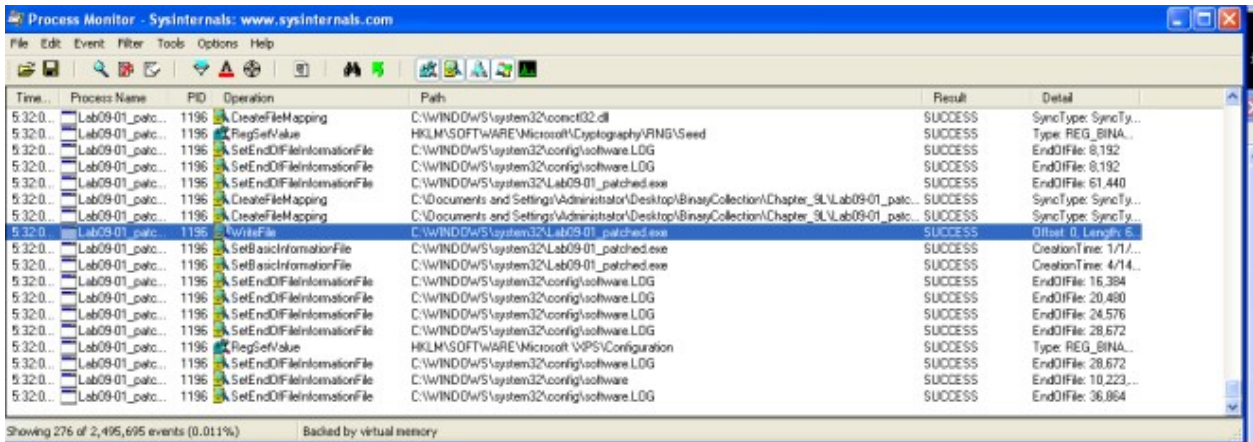 Process Monitor - Sysinternals: www.sysinternals.com
File Edit Event Filter Tools Options Help
Time... Process Name PID Operation Path Result Detail
5:32:0... Lab09-01_patc... 1196 CreateFileMapping C:\WINDOWS\system32\comctl32.dll SUCCESS SyncType: SyncTy...
5:32:0... Lab09-01_patc... 1196 RegSetValue HKLM\SOFTWARE\Microsoft\Cryptography\RNG\Seed SUCCESS Type: REG_BINA...
5:32:0... Lab09-01_patc... 1196 SetEndOfFileInformationFile C:\WINDOWS\system32\config\software.LOG SUCCESS EndOfFile: 8,192
5:32:0... Lab09-01_patc... 1196 SetEndOfFileInformationFile C:\WINDOWS\system32\config\software.LOG SUCCESS EndOfFile: 8,192
5:32:0... Lab09-01_patc... 1196 SetEndOfFileInformationFile C:\WINDOWS\system32\Lab09-01_patched.exe SUCCESS EndOfFile: 61,440
5:32:0... Lab09-01_patc... 1196 CreateFileMapping C:\Documents and Settings\Administrator\Desktop\BinaryCollection\Chapter_9L\Lab09-01_patc... SUCCESS SyncType: SyncTy...
5:32:0... Lab09-01_patc... 1196 CreateFileMapping C:\Documents and Settings\Administrator\Desktop\BinaryCollection\Chapter_9L\Lab09-01_patc... SUCCESS SyncType: SyncTy...
5:32:0... Lab09-01_patc... 1196 WriteFile C:\WINDOWS\system32\Lab09-01_patched.exe SUCCESS Offset: 0, Length: 6...
5:32:0... Lab09-01_patc... 1196 SetBasicInformationFile C:\WINDOWS\system32\Lab09-01_patched.exe SUCCESS CreationTime: 1/1/...
5:32:0... Lab09-01_patc... 1196 SetBasicInformationFile C:\WINDOWS\system32\Lab09-01_patched.exe SUCCESS CreationTime: 4/14...
5:32:0... Lab09-01_patc... 1196 SetEndOfFileInformationFile C:\WINDOWS\system32\config\software.LOG SUCCESS EndOfFile: 16,384
5:32:0... Lab09-01_patc... 1196 SetEndOfFileInformationFile C:\WINDOWS\system32\config\software.LOG SUCCESS EndOfFile: 20,480
5:32:0... Lab09-01_patc... 1196 SetEndOfFileInformationFile C:\WINDOWS\system32\config\software.LOG SUCCESS EndOfFile: 24,576
5:32:0... Lab09-01_patc... 1196 SetEndOfFileInformationFile C:\WINDOWS\system32\config\software.LOG SUCCESS EndOfFile: 28,672
5:32:0... Lab09-01_patc... 1196 RegSetValue HKLM\SOFTWARE\Microsoft \XPS\Configuration SUCCESS Type: REG_BINA...
5:32:0... Lab09-01_patc... 1196 SetEndOfFileInformationFile C:\WINDOWS\system32\config\software.LOG SUCCESS EndOfFile: 28,672
5:32:0... Lab09-01_patc... 1196 SetEndOfFileInformationFile C:\WINDOWS\system32\config\software SUCCESS EndOfFile: 10,223,...
5:32:0... Lab09-01_patc... 1196 SetEndOfFileInformationFile C:\WINDOWS\system32\config\software.LOG SUCCESS EndOfFile: 36,864
Showing 276 of 2,495,695 events (0.011%) Backed by virtual memory